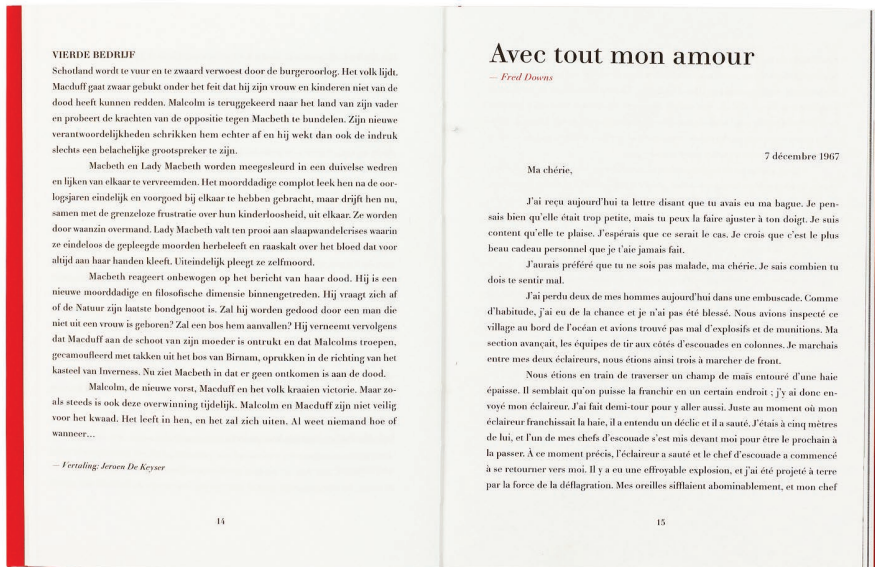 VIERDE BEDRIJF
Schotland wordt te vuur en te zwaard verwoest door de burgeroorlog. Het volk lijdt.
Macduff gaat zwaar gebukt onder het feit dat hij zijn vrouw en kinderen niet van de
dood heeft kunnen redden. Malcolm is teruggekeerd naar het land van zijn vader
en probeert de krachten van de oppositie tegen Macbeth te bundelen. Zijn nieuwe
verantwoordelijkheden schrikken hem echter af en hij wekt dan ook de indruk
slechts een belachelijke grootspreker te zijn.
Macbeth en Lady Macbeth worden meegesleurd in een duivelse wedren
en lijken van elkaar te vervreemden. Het moorddadige complot leek hen na de oor-
logsjaren eindelijk en voorgoed bij elkaar te hebben gebracht, maar drijft hen nu,
samen met de grenzeloze frustratie over hun kinderloosheid, uit elkaar. Ze worden
door waanzin overmand. Lady Macbeth valt ten prooi aan slaapwandelcrises waarin
ze eindeloos de gepleegde moorden herbeleeft en raaskalt over het bloed dat voor
altijd aan haar handen kleeft. Uiteindelijk pleegt ze zelfmoord.
Macbeth reageert onbewogen op het bericht van haar dood. Hij is een
nieuwe moorddadige en filosofische dimensie binnengetreden. Hij vraagt zich af
of de Natuur zijn laatste bondgenoot is. Zal hij worden gedood door een man die
niet uit een vrouw is geboren? Zal een bos hem aanvallen? Hij verneemt vervolgens
dat Macduff aan de schoot van zijn moeder is ontrukt en dat Malcolms troepen,
gecamoufleerd met takken uit het bos van Birnam, oprukken in de richting van het
kasteel van Inverness. Nu ziet Macbeth in dat er geen ontkomen is aan de dood.
Malcolm, de nieuwe vorst, Macduff en het volk kraaien victorie. Maar zo-
als steeds is ook deze overwinning tijdelijk. Malcolm en Macduff zijn niet veilig
voor het kwaad. Het leeft in hen, en het zal zich uiten. Al weet niemand hoe of
wanneer…
— Vertaling: Jeroen De Keyser
14
Avec tout mon amour
— Fred Downs
7 décembre 1967
Ma chérie,
J'ai reçu aujourd'hui ta lettre disant que tu avais eu ma bague. Je pen-
sais bien qu'elle était trop petite, mais tu peux la faire ajuster à ton doigt. Je suis
content qu'elle te plaise. J'espérais que ce serait le cas. Je crois que c'est le plus
beau cadeau personnel que je t'aie jamais fait.
J'aurais préféré que tu ne sois pas malade, ma chérie. Je sais combien tu
dois te sentir mal.
J'ai perdu deux de mes hommes aujourd'hui dans une embuscade. Comme
d'habitude, j'ai eu de la chance et je n'ai pas été blessé. Nous avions inspecté ce
village au bord de l'océan et avions trouvé pas mal d'explosifs et de munitions. Ma
section avançait, les équipes de tir aux côtés d'escouades en colonnes. Je marchais
entre mes deux éclaireurs, nous étions ainsi trois à marcher de front.
Nous étions en train de traverser un champ de maïs entouré d'une haie
épaisse. Il semblait qu'on puisse la franchir en un certain endroit ; j'y ai donc en-
voyé mon éclaireur. J'ai fait demi-tour pour y aller aussi. Juste au moment où mon
éclaireur franchissait la haie, il a entendu un déclic et il a sauté. J'étais à cinq mètres
de lui, et l'un de mes chefs d'escouade s'est mis devant moi pour être le prochain à
la passer. À ce moment précis, l'éclaireur a sauté et le chef d'escouade a commencé
à se retourner vers moi. Il y a eu une effroyable explosion, et j'ai été projeté à terre
par la force de la déflagration. Mes oreilles sifflaient abominablement, et mon chef
15